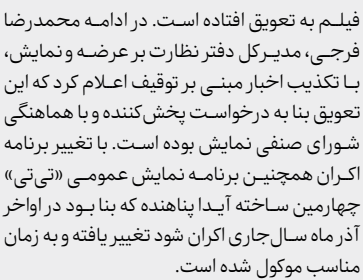 فیلم به تعویق افتاده است. در ادامه محمدرضا
فرجی، مدیرکل دفتر نظارت بر عرضه و نمایش،
با تکذیب اخبار مبنی بر توقیف اعلام کرد که این
تعویق بنا به درخواست پخش‌کننده و با هماهنگی
شورای صنفی نمایش بوده است. با تغییر برنامه
اکران همچنین برنامه نمایش عمومی «تی‌تی»
چهارمین ساخته آیدا پناهنده که بنا بود در اواخر
آذر ماه سال‌جاری اکران شود تغییر یافته و به زمان
مناسب موکول شده است.